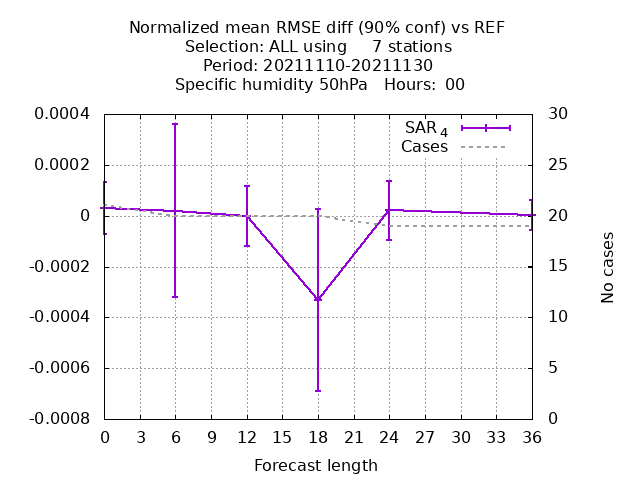 Normalized mean RMSE diff (90% conf) vs REF
Selection: ALL using 7 stations
Period: 20211110-20211130
Specific humidity 50hPa Hours: 00
SAR 4
Cases
0.0004
0.0002
0
-0.0002
-0.0004
-0.0006
-0.0008
30
25
20
15
10
5
0
No cases
0 3 6 9 12 15 18 21 24 27 30 33 36
Forecast length